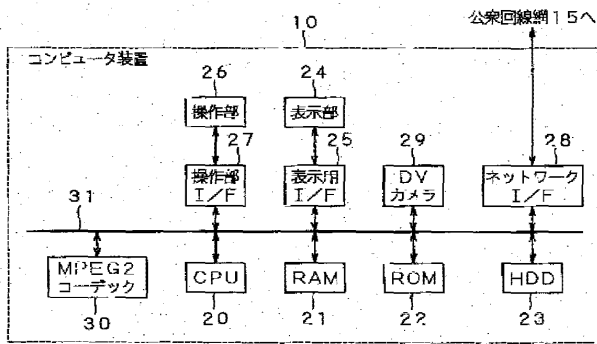 公衆回線網15へ
10
コンピュータ装置
26
24
操作部
表示部
27
25
29
28
操作部
I/F
表示用
I/F
DV
カメラ
ネットワーク
I/F
31
MPEG2
コーデック
CPU
RAM
ROM
HDD
30
20
21
22
23